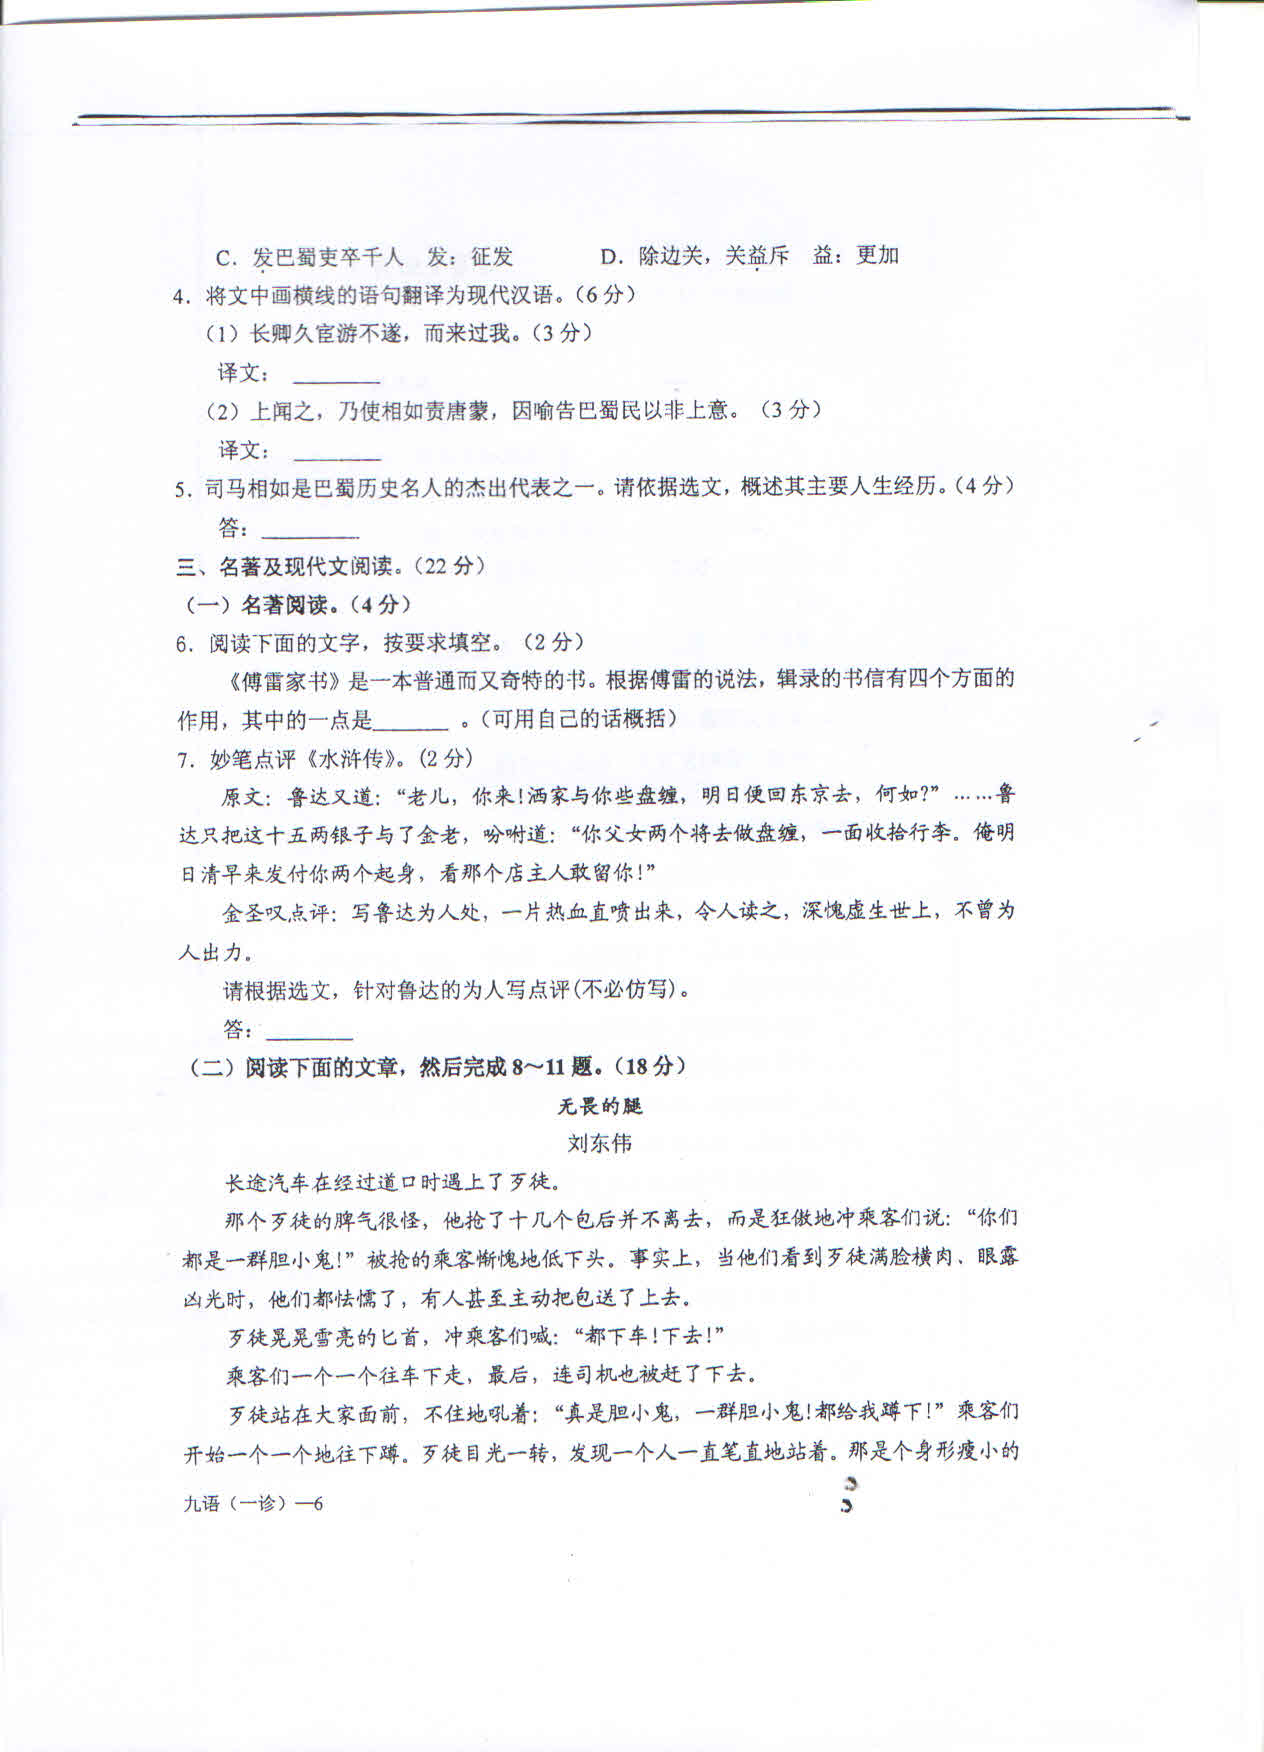 C. 发巴蜀吏卒千人 发：征发 D. 除边关，关益斥 益：更加
4. 将文中画横线的语句翻译为现代汉语。（6分）
（1）长卿久宦游不遂，而来过我。（3分）
译文： ________
（2）上闻之，乃使相如责唐蒙，因喻告巴蜀民以非上意。（3分）
译文： ________
5. 司马相如是巴蜀历史名人的杰出代表之一。请依据选文，概述其主要人生经历。（4分）
答：_________
三、名著及现代文阅读。（22分）
（一）名著阅读。（4分）
6. 阅读下面的文字，按要求填空。（2分）
《傅雷家书》是一本普通而又奇特的书。根据傅雷的说法，辑录的书信有四个方面的
作用，其中的一点是_______ 。（可用自己的话概括）
7. 妙笔点评《水浒传》。(2分)
原文：鲁达又道：“老儿，你来！洒家与你些盘缠，明日便回东京去，何如？”……鲁
达只把这十五两银子与了金老，吩咐道：“你父女两个将去做盘缠，一面收拾行李。俺明
日清早来发付你两个起身，看那个店主人敢留你！”
金圣叹点评：写鲁达为人处，一片热血直喷出来，令人读之，深愧虚生世上，不曾为
人出力。
请根据选文，针对鲁达的为人写点评(不必仿写)。
答：________
（二）阅读下面的文章，然后完成8～11题。（18分）
无畏的腿
刘东伟
长途汽车在经过道口时遇上了歹徒。
那个歹徒的脾气很怪，他抢了十几个包后并不离去，而是狂傲地冲乘客们说：“你们
都是一群胆小鬼！”被抢的乘客惭愧地低下头。事实上，当他们看到歹徒满脸横肉、眼露
凶光时，他们都怯懦了，有人甚至主动把包送了上去。
歹徒晃晃雪亮的匕首，冲乘客们喊：“都下车！下去！”
乘客们一个一个往车下走，最后，连司机也被赶了下去。
歹徒站在大家面前，不住地吼着：“真是胆小鬼，一群胆小鬼！都给我蹲下！”乘客们
开始一个一个地往下蹲。歹徒目光一转，发现一个人一直笔直地站着。那是个身形瘦小的
九语（一诊）—6